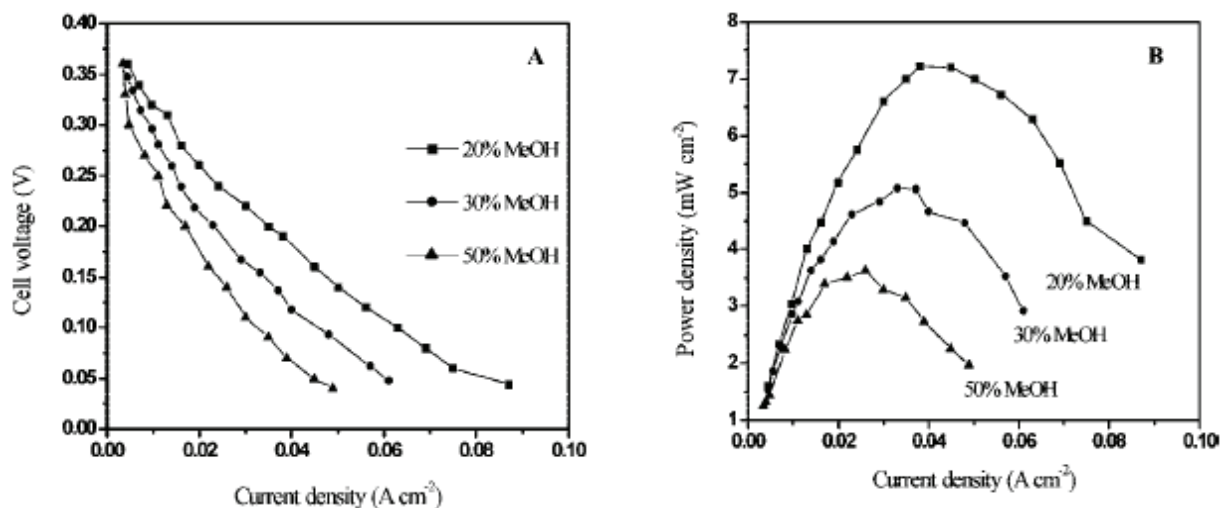 A
0.40
0.35
0.30
0.25
0.20
0.15
0.10
0.05
0.00
Cell voltage (V)
20% MeOH
30% MeOH
50% MeOH
0.00 0.02 0.04 0.06 0.08 0.10
Current density (A cm-2)
B
8
7
6
5
4
3
2
1
Power density (mW cm-2)
20% MeOH
30% MeOH
50% MeOH
0.00 0.02 0.04 0.06 0.08 0.10
Current density (A cm-2)